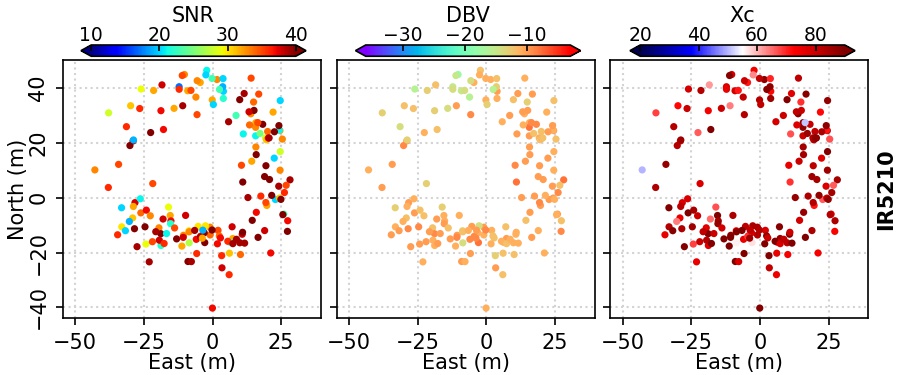 SNR DBV Xc
10 20 30 40 −30 −20 −10 20 40 60 80
North (m)
40
20
0
−20
−40
−50 −25 0 25 −50 −25 0 25 −50 −25 0 25
East (m) East (m) East (m)
IR5210